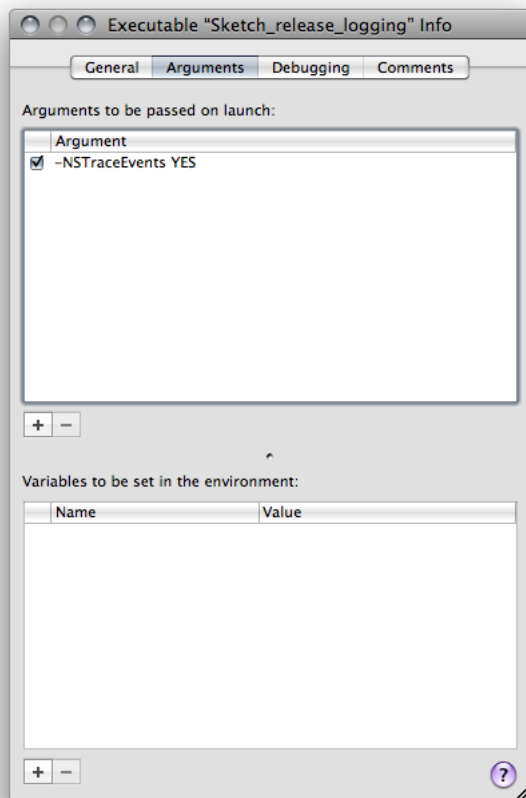 Executable “Sketch_release_logging” Info
General Arguments Debugging Comments
Arguments to be passed on launch:
Argument
-NSTraceEvents YES
+ −
Variables to be set in the environment:
Name Value
+ − ?